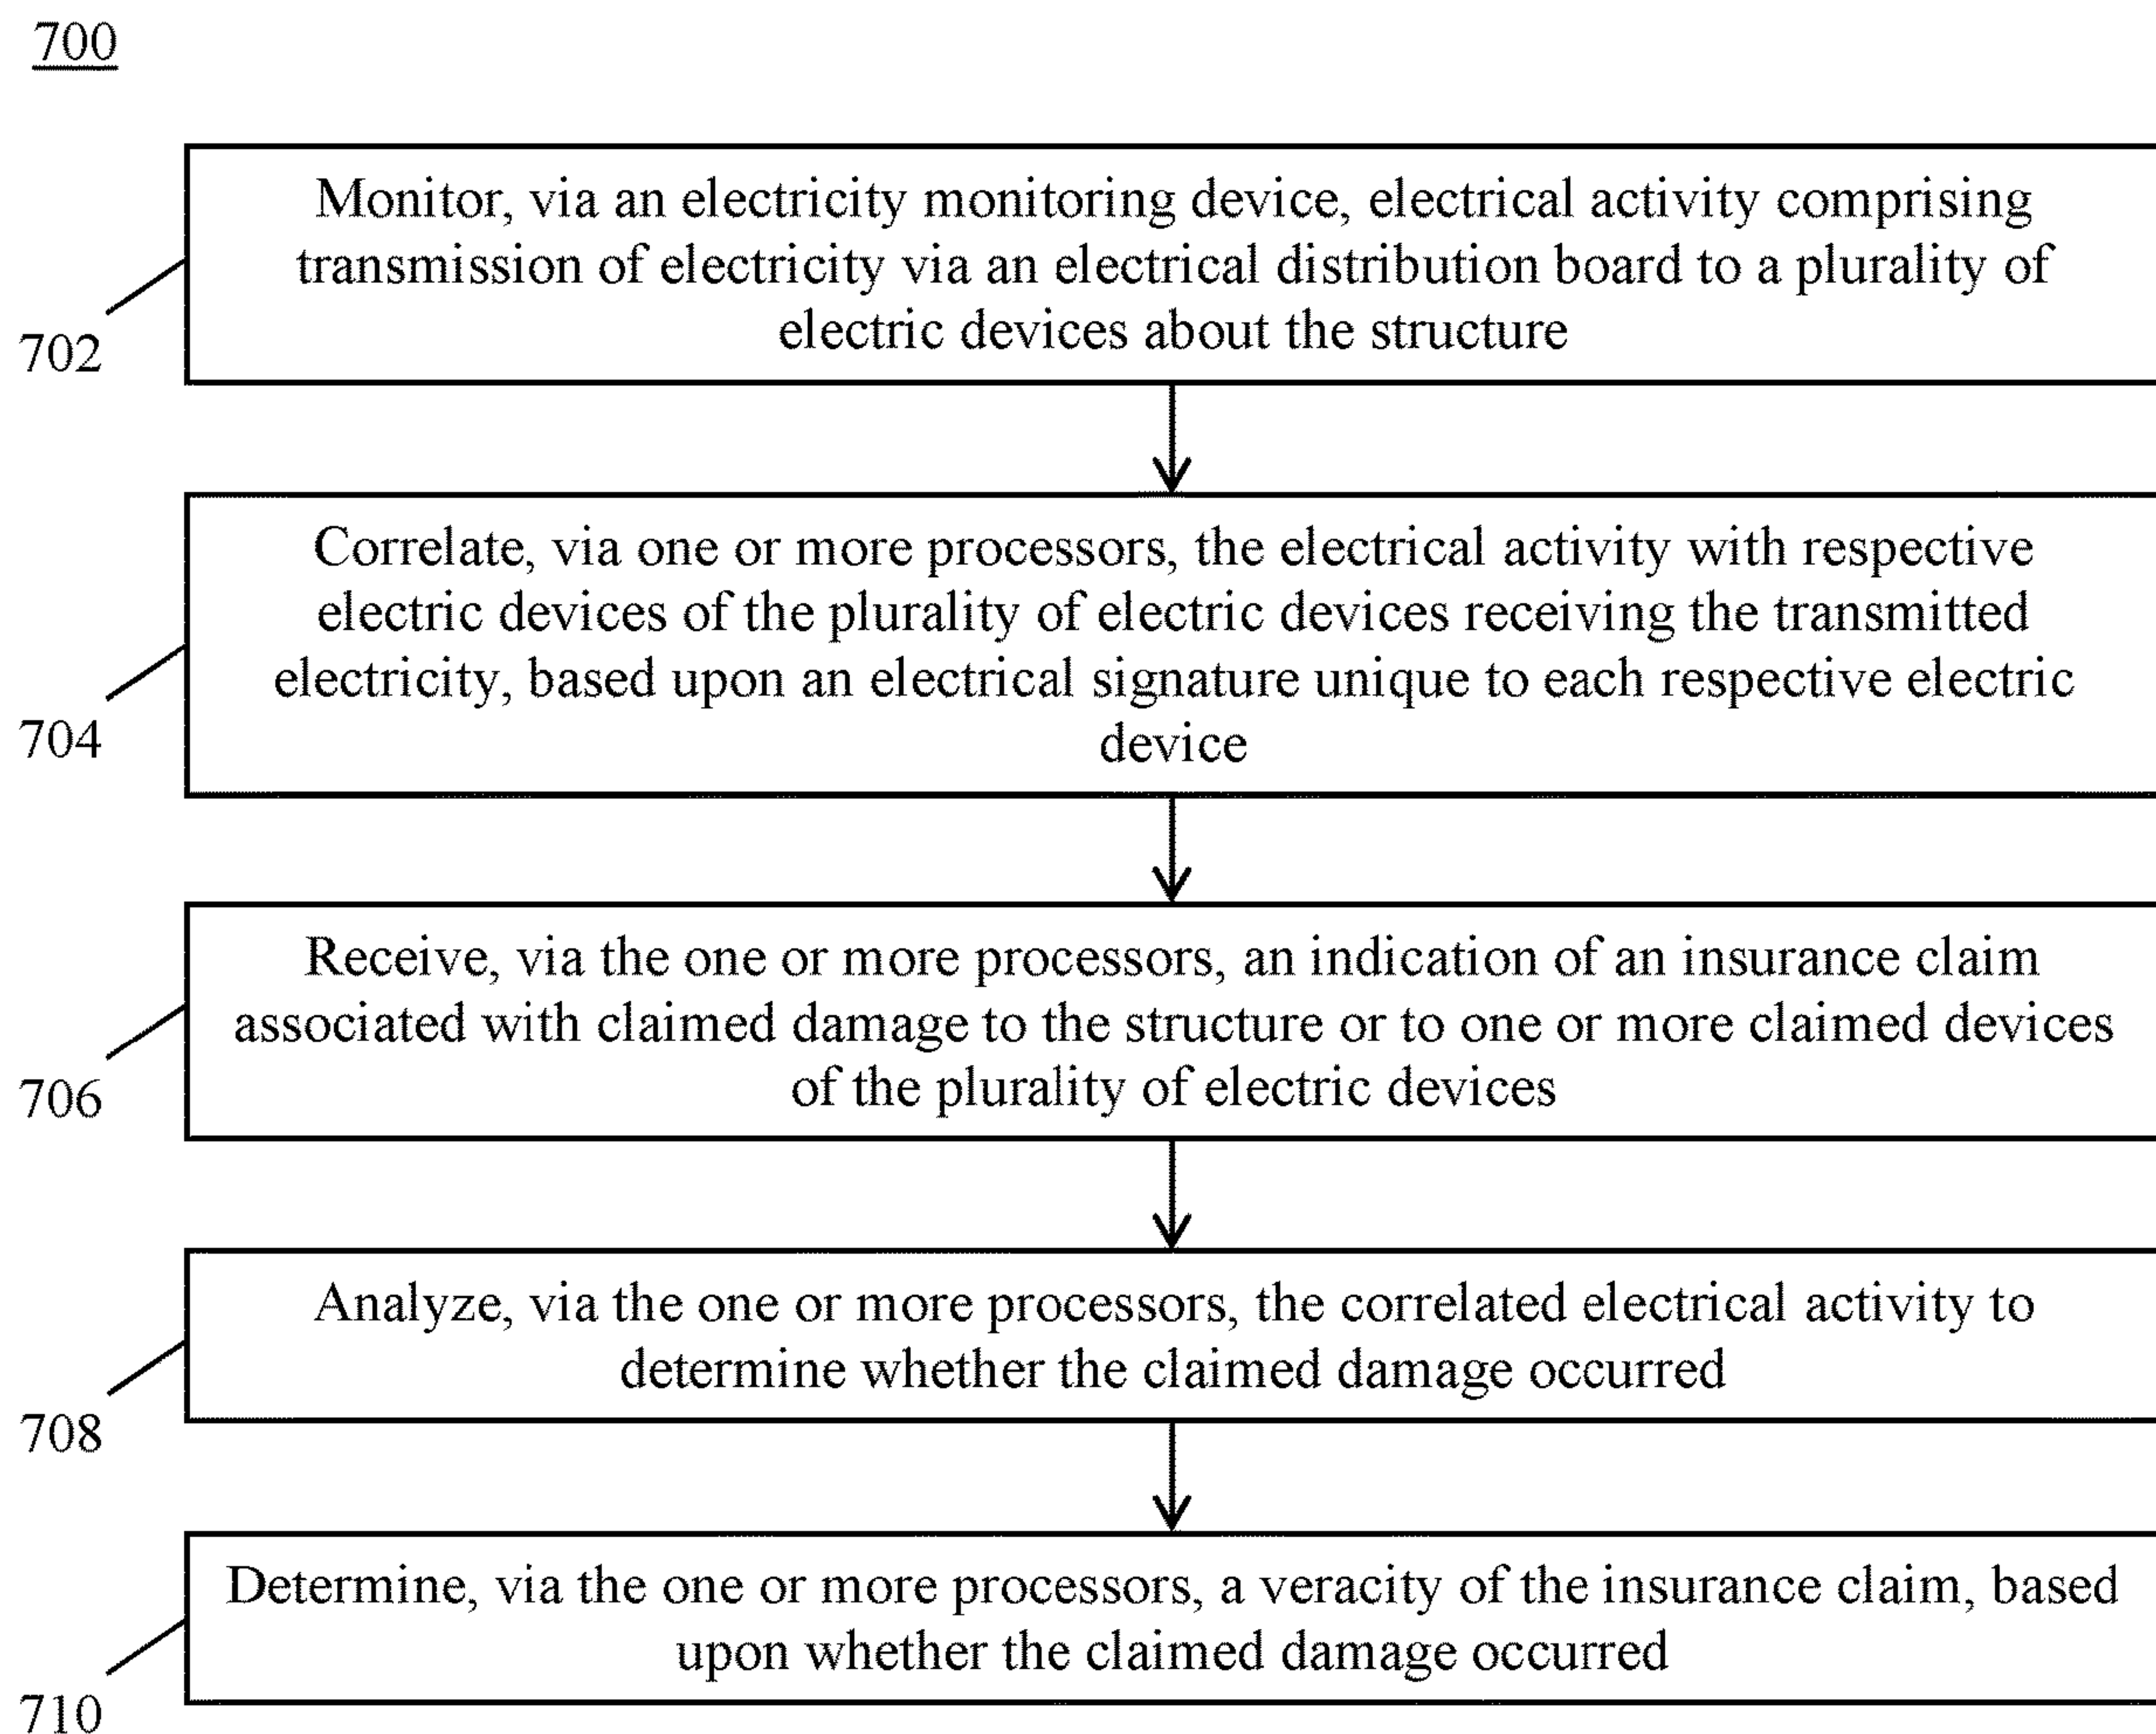 700
Monitor, via an electricity monitoring device, electrical activity comprising
transmission of electricity via an electrical distribution board to a plurality of
electric devices about the structure
702
Correlate, via one or more processors, the electrical activity with respective
electric devices of the plurality of electric devices receiving the transmitted
electricity, based upon an electrical signature unique to each respective electric
device
704
Receive, via the one or more processors, an indication of an insurance claim
associated with claimed damage to the structure or to one or more claimed devices
of the plurality of electric devices
706
Analyze, via the one or more processors, the correlated electrical activity to
determine whether the claimed damage occurred
708
Determine, via the one or more processors, a veracity of the insurance claim, based
upon whether the claimed damage occurred
710